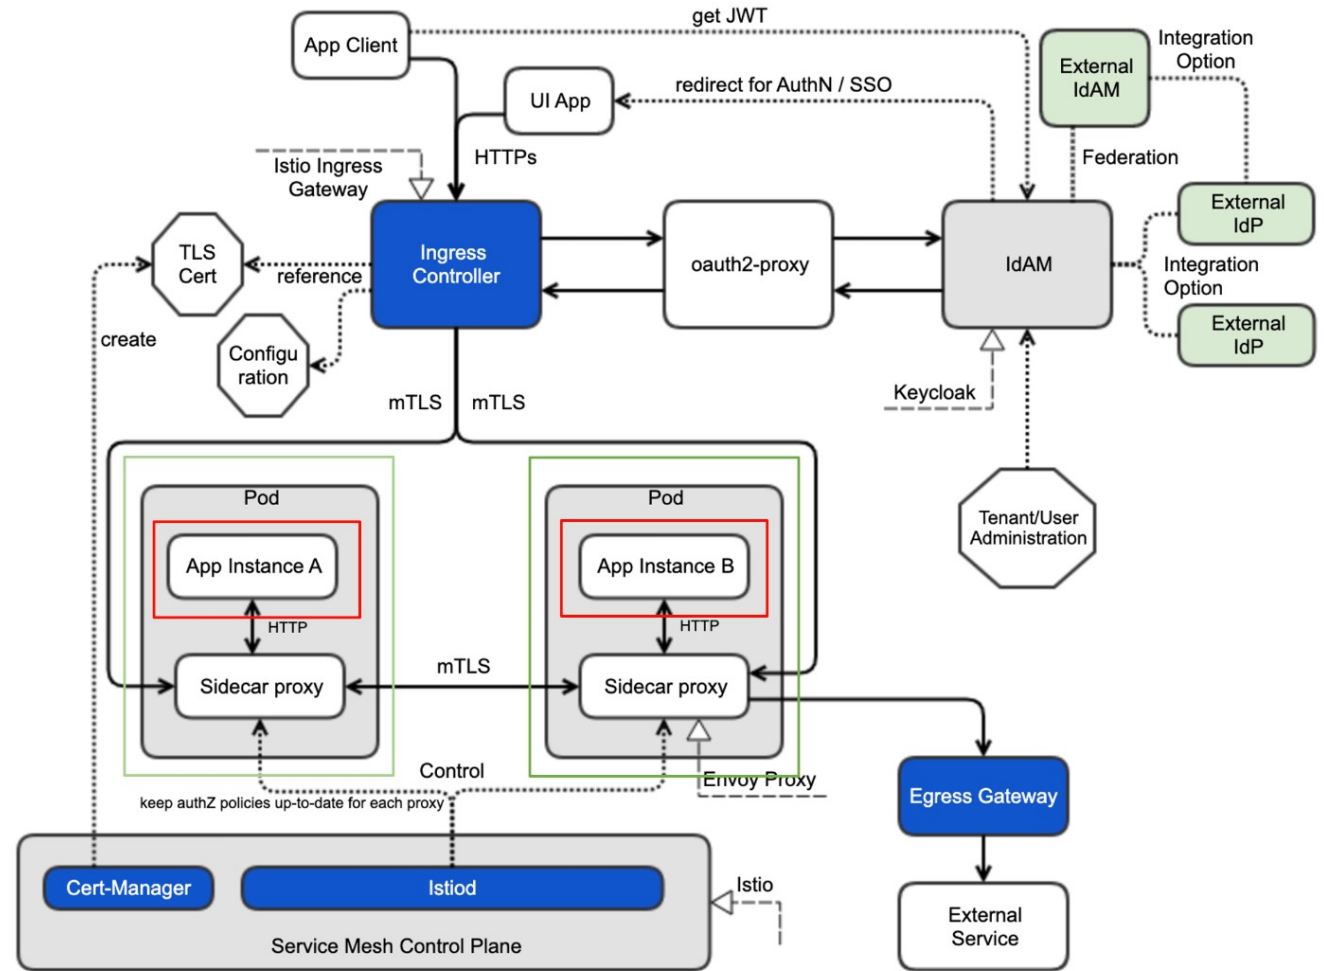 get JWT
App Client
Integration
Option
External
IdAM
redirect for AuthN / SSO
UI App
HTTPs
Federation
Istio Ingress
Gateway
External
IdP
TLS
Cert
reference
Ingress
Controller
oauth2-proxy
IdAM
Integration
Option
External
IdP
create
Configu
ration
Keycloak
mTLS
mTLS
Pod
Pod
Tenant/User
Administration
App Instance A
App Instance B
HTTP
HTTP
Sidecar proxy
mTLS
Sidecar proxy
Control
Envoy Proxy
keep authZ policies up-to-date for each proxy
Egress Gateway
Cert-Manager
Istiod
Istio
External
Service
Service Mesh Control Plane